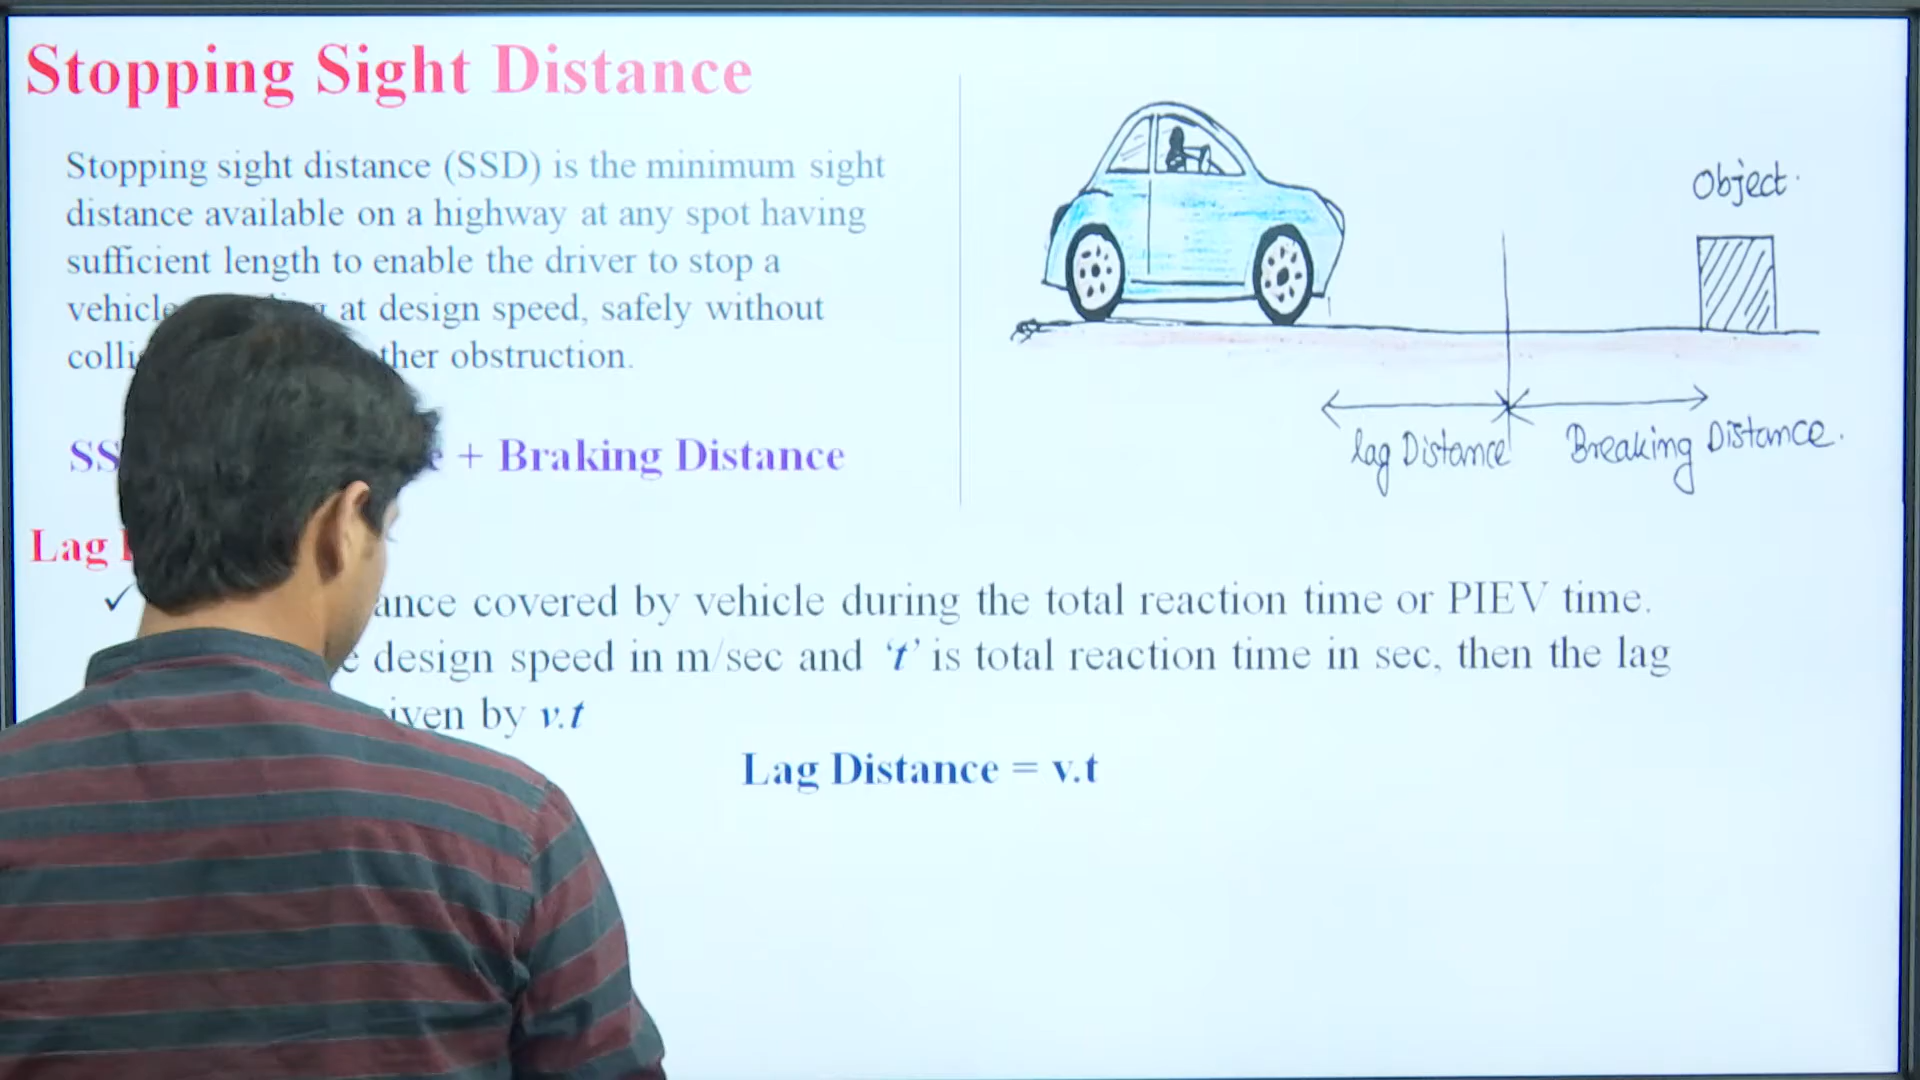 Stopping Sight Distance
Stopping sight distance (SSD) is the minimum sight
distance available on a highway at any spot having
sufficient length to enable the driver to stop a
at design speed, safely without
obstruction.
+ Braking Distance
Lag
covered by vehicle during the total reaction time or PIEV time.
design speed in m/sec and ‘t’ is total reaction time in sec, then the lag
by v.t
Lag Distance = v.t
Object.
lag Distance
Breaking Distance.